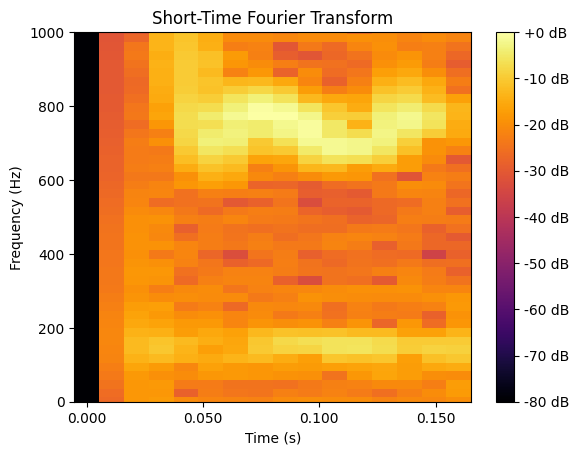 Short-Time Fourier Transform
Frequency (Hz)
1000
800
600
400
200
0
0.000
0.050
0.100
0.150
Time (s)
+0 dB
-10 dB
-20 dB
-30 dB
-40 dB
-50 dB
-60 dB
-70 dB
-80 dB